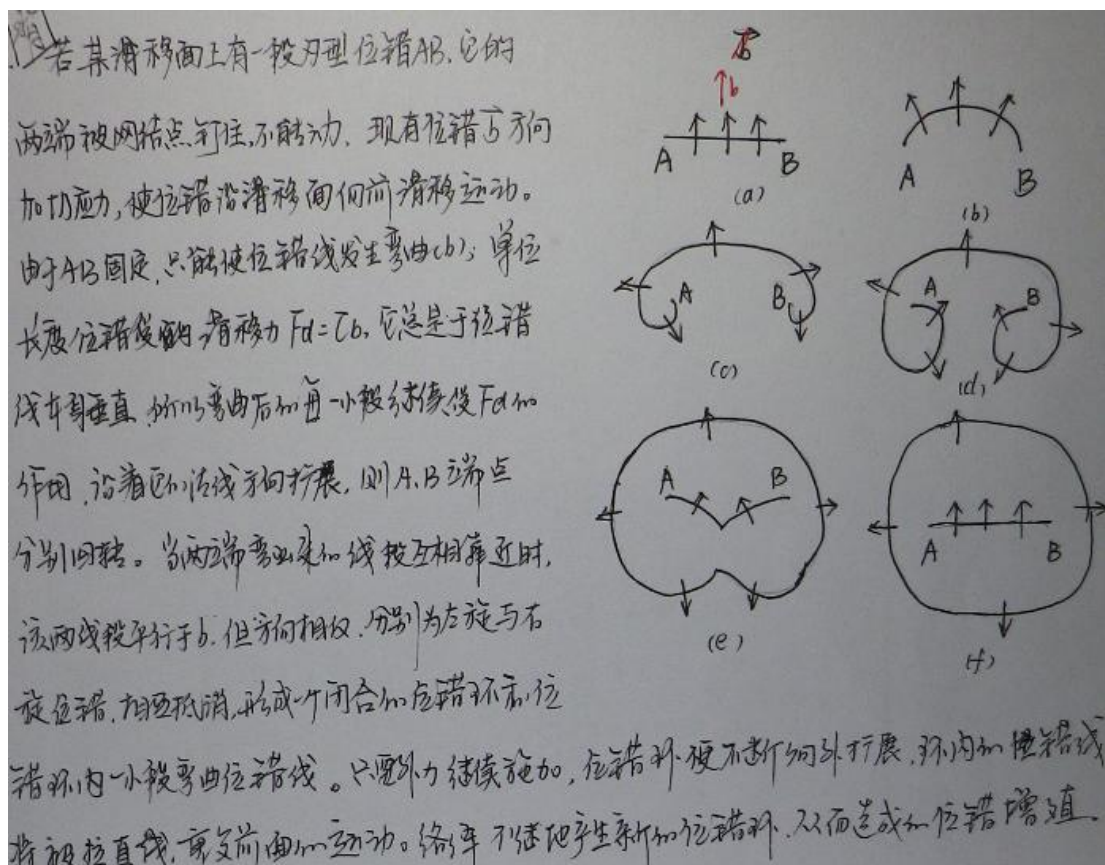 若某滑移面上有一段刃型位错AB,它的
两端被网结点钉住,不能动.现有位错b方向
加切应力,使位错沿滑移面向前滑移运动。
由于AB固定,只能使位错线发生弯曲(b);单位
长度位错受滑移力Fd=τb,它总是于位错
线本身垂直,所以弯曲后的每一小段继续受Fd的
作用,沿着它的法线方向扩展,则A、B端点
分别回转。当两端弯出来的线段互相靠近时,
该两线段平行于b,但方向相反,分别为左旋与右
旋位错,相互抵消,形成一个闭合的位错环和位
错环内一小段弯曲位错线。只要外力继续施加,位错环便不断向外扩展,环内的位错线
将被拉直线,重复前面的运动。络绎不绝地产生新的位错环,从而造成的位错增殖.
b
b
A
B
(a)
A
B
(b)
A
B
(c)
A
B
(d)
A
B
(e)
A
B
(f)